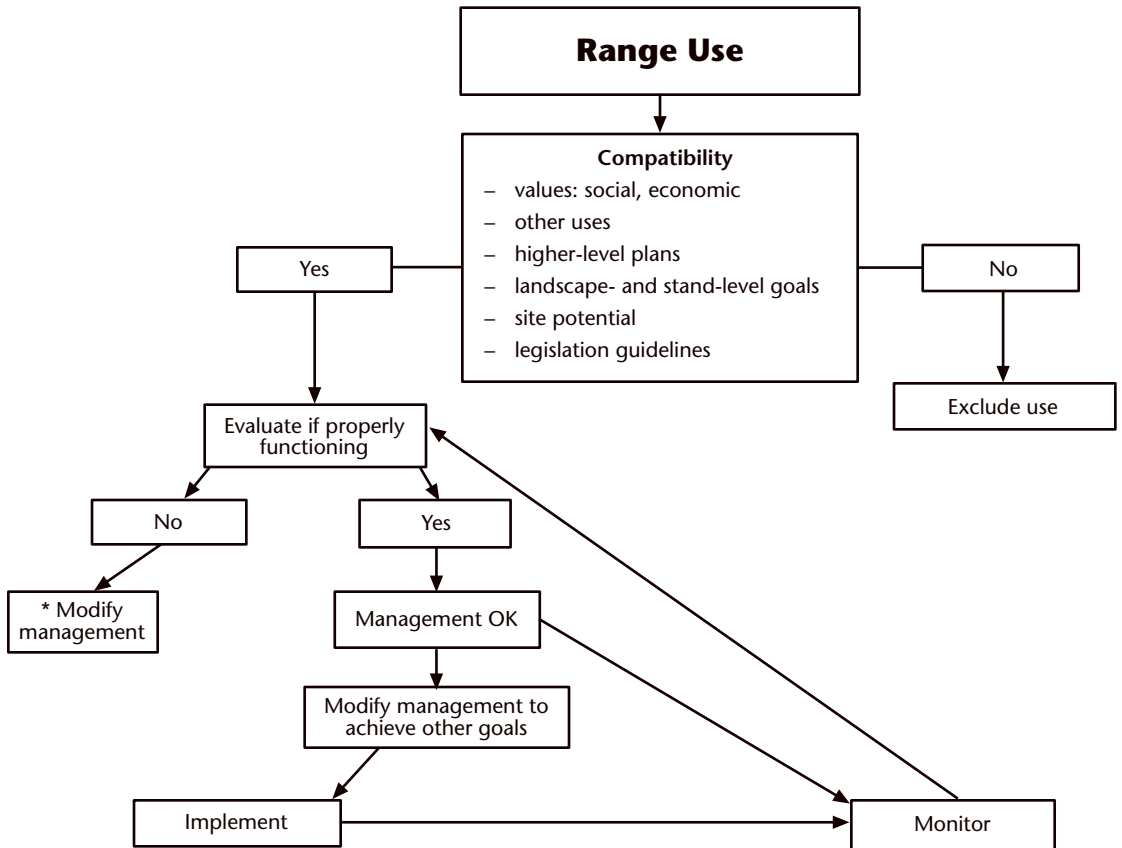 Range Use
Compatibility
– values: social, economic
– other uses
– higher-level plans
– landscape- and stand-level goals
– site potential
– legislation guidelines
Yes
No
Exclude use
Evaluate if properly
functioning
No
Yes
* Modify
management
Management OK
Modify management to
achieve other goals
Implement
Monitor